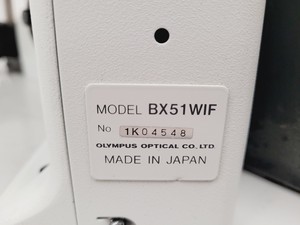 MODEL BX51WIF
No 1K04548
OLYMPUS OPTICAL CO. LTD.
MADE IN JAPAN